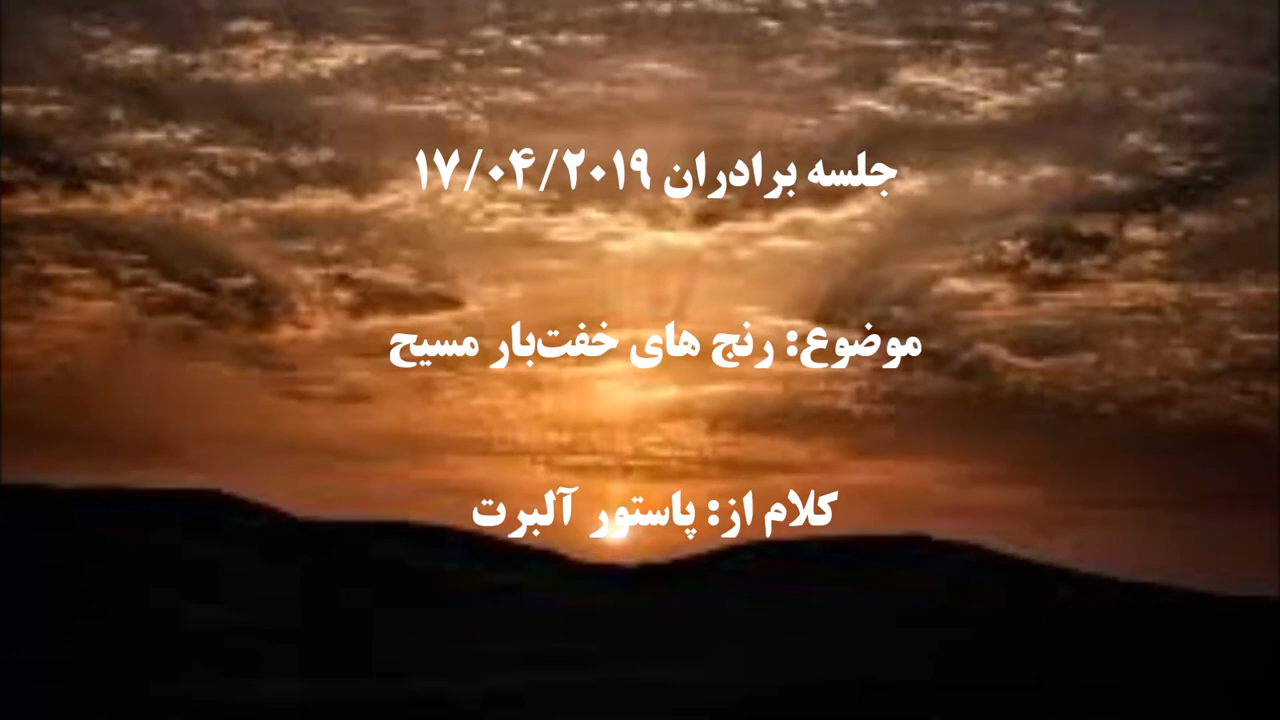 جلسه برادران ۱۷/۰۴/۲۰۱۹
موضوع: رنج های خفت‌بار مسیح
کلام از: پاستور آلبرت